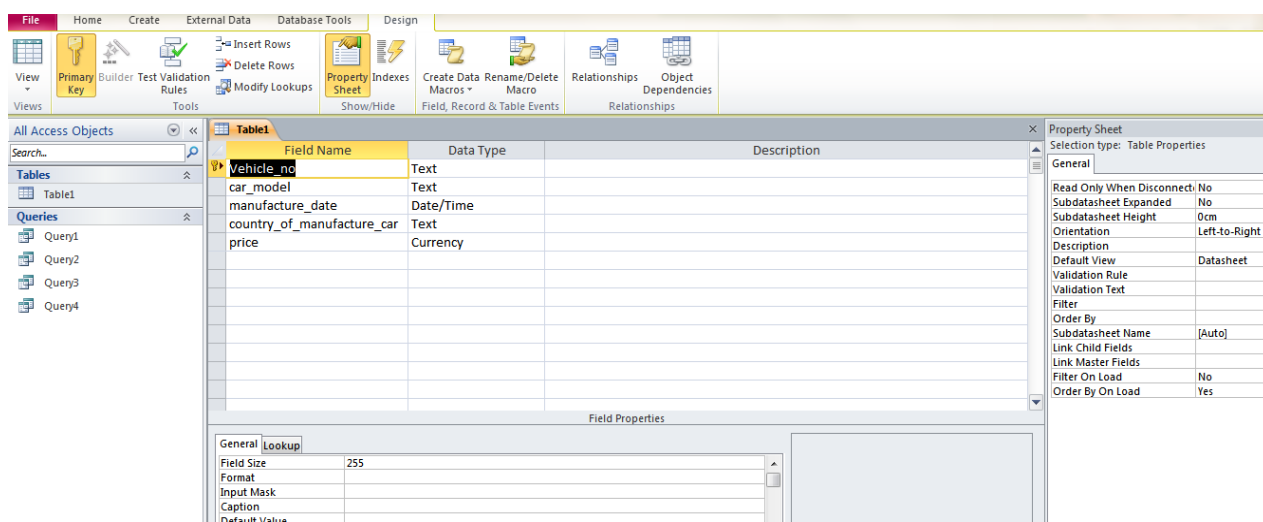 File Home Create External Data Database Tools Design
View Primary Key Builder Test Validation Rules Insert Rows Delete Rows Modify Lookups Property Sheet Indexes Create Data Macros Rename/Delete Macro Relationships Object Dependencies
Views Tools Show/Hide Field, Record & Table Events Relationships
All Access Objects
Search...
Tables
Table1
Queries
Query1
Query2
Query3
Query4
Table1
Field Name Data Type Description
Vehicle_no Text
car_model Text
manufacture_date Date/Time
country_of_manufacture_car Text
price Currency
Field Properties
General Lookup
Field Size 255
Format
Input Mask
Caption
Default Value
Property Sheet
Selection type: Table Properties
General
Read Only When Disconnect No
Subdatasheet Expanded No
Subdatasheet Height 0cm
Orientation Left-to-Right
Description
Default View Datasheet
Validation Rule
Validation Text
Filter
Order By
Subdatasheet Name [Auto]
Link Child Fields
Link Master Fields
Filter On Load No
Order By On Load Yes